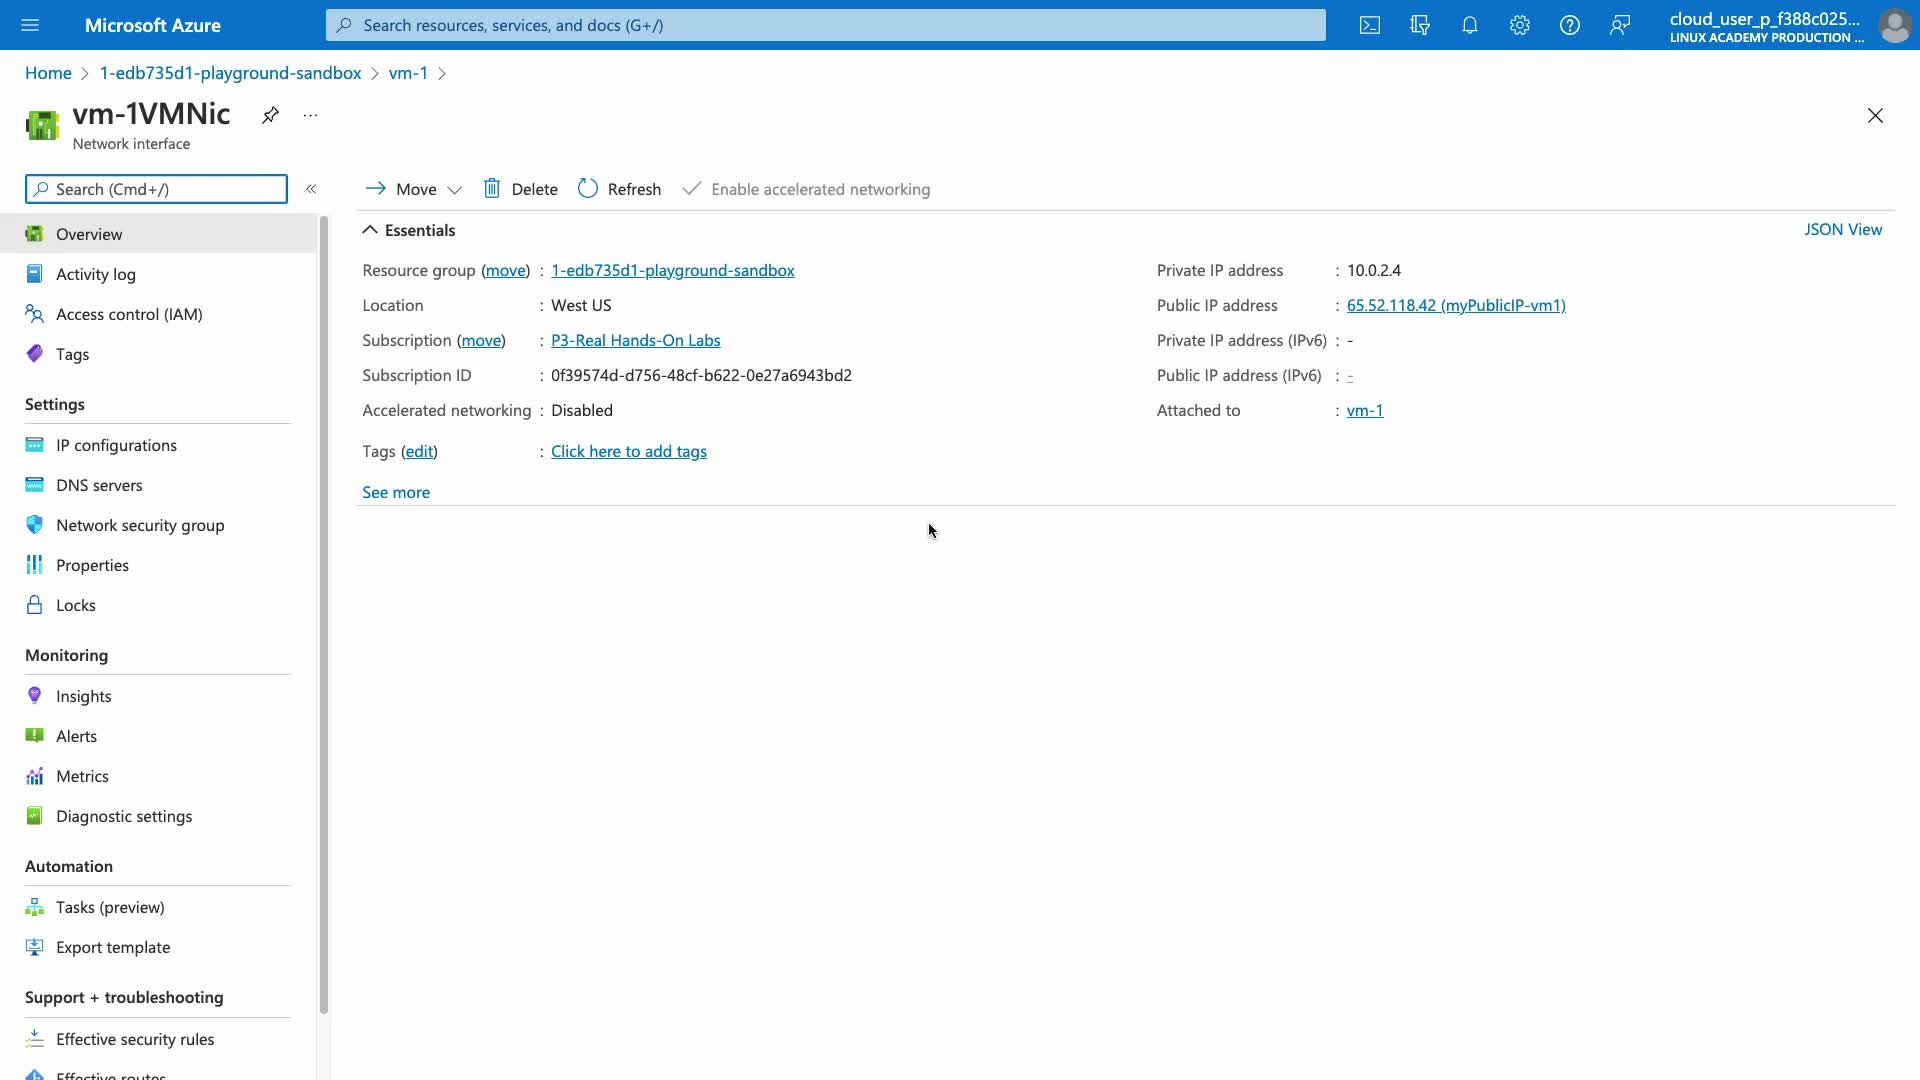 Microsoft Azure
Search resources, services, and docs (G+/)
cloud_user_p_f388c025...
LINUX ACADEMY PRODUCTION ...
Home > 1-edb735d1-playground-sandbox > vm-1 >
vm-1VMNic
...
Network interface
Search (Cmd+/)
«
Move
Delete
Refresh
Enable accelerated networking
Overview
Activity log
Access control (IAM)
Tags
Settings
IP configurations
DNS servers
Network security group
Properties
Locks
Monitoring
Insights
Alerts
Metrics
Diagnostic settings
Automation
Tasks (preview)
Export template
Support + troubleshooting
Effective security rules
Effective routes
Essentials
JSON View
Resource group (move) : 1-edb735d1-playground-sandbox
Location : West US
Subscription (move) : P3-Real Hands-On Labs
Subscription ID : 0f39574d-d756-48cf-b622-0e27a6943bd2
Accelerated networking : Disabled
Tags (edit) : Click here to add tags
See more
Private IP address : 10.0.2.4
Public IP address : 65.52.118.42 (myPublicIP-vm1)
Private IP address (IPv6) : -
Public IP address (IPv6) : -
Attached to : vm-1